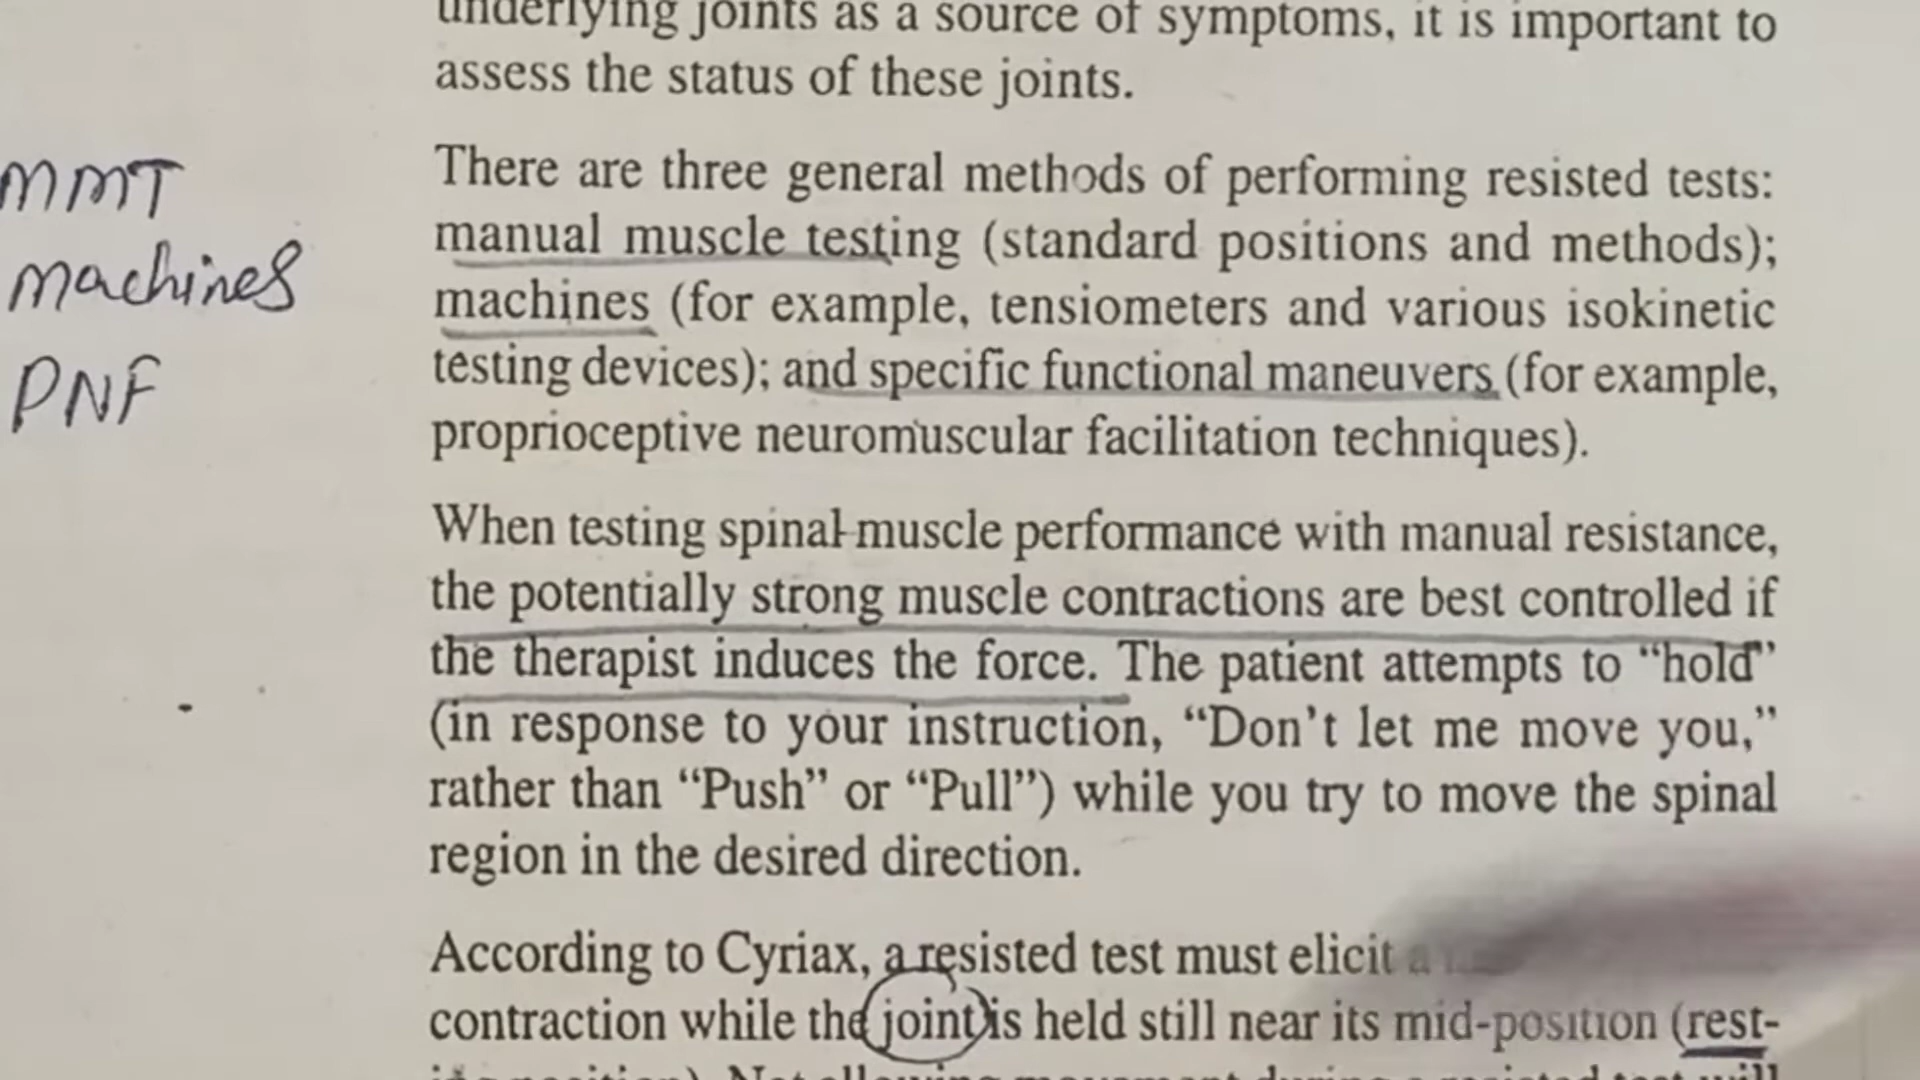 underlying joints as a source of symptoms, it is important to
assess the status of these joints.
There are three general methods of performing resisted tests:
manual muscle testing (standard positions and methods);
machines (for example, tensiometers and various isokinetic
testing devices); and specific functional maneuvers (for example,
proprioceptive neuromuscular facilitation techniques).
MMT
machines
PNF
When testing spinal muscle performance with manual resistance,
the potentially strong muscle contractions are best controlled if
the therapist induces the force. The patient attempts to “hold”
(in response to your instruction, “Don’t let me move you,”
rather than “Push” or “Pull”) while you try to move the spinal
region in the desired direction.
According to Cyriax, a resisted test must elicit a
contraction while the joint is held still near its mid-position (rest-